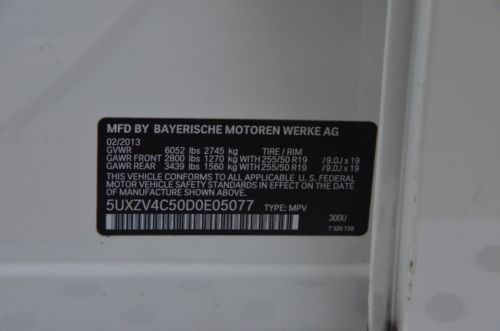 MFD BY BAYERISCHE MOTOREN WERKE AG
02/2013
GVWR 6052 lbs 2745 kg TIRE / RIM
GAWR FRONT 2800 lbs 1270 kg WITH 255/50 R19 /9.0J x 19
GAWR REAR 3439 lbs 1560 kg WITH 255/50 R19 /9.0J x 19
THIS VEHICLE CONFORMS TO ALL APPLICABLE
U.S. FEDERAL MOTOR VEHICLE SAFETY
STANDARDS IN EFFECT ON THE DATE OF
MANUFACTURE SHOWN ABOVE.
5UXZV4C50D0E05077 TYPE: MPV
300U
7 320 729